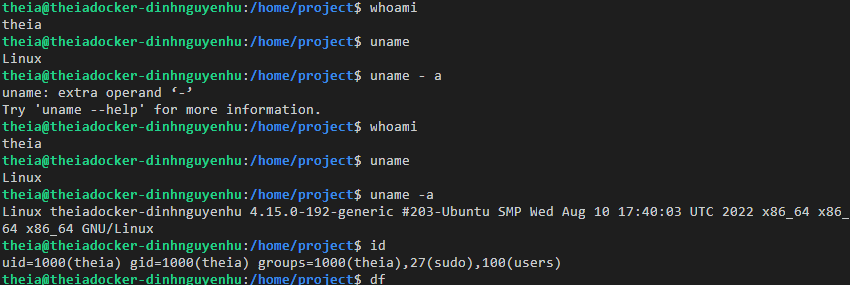 theia@theiadocker-dinhnguyenhu:/home/project$ whoami
theia
theia@theiadocker-dinhnguyenhu:/home/project$ uname
Linux
theia@theiadocker-dinhnguyenhu:/home/project$ uname - a
uname: extra operand ‘-’
Try 'uname --help' for more information.
theia@theiadocker-dinhnguyenhu:/home/project$ whoami
theia
theia@theiadocker-dinhnguyenhu:/home/project$ uname
Linux
theia@theiadocker-dinhnguyenhu:/home/project$ uname -a
Linux theiadocker-dinhnguyenhu 4.15.0-192-generic #203-Ubuntu SMP Wed Aug 10 17:40:03 UTC 2022 x86_64 x86_
64 x86_64 GNU/Linux
theia@theiadocker-dinhnguyenhu:/home/project$ id
uid=1000(theia) gid=1000(theia) groups=1000(theia),27(sudo),100(users)
theia@theiadocker-dinhnguyenhu:/home/project$ df